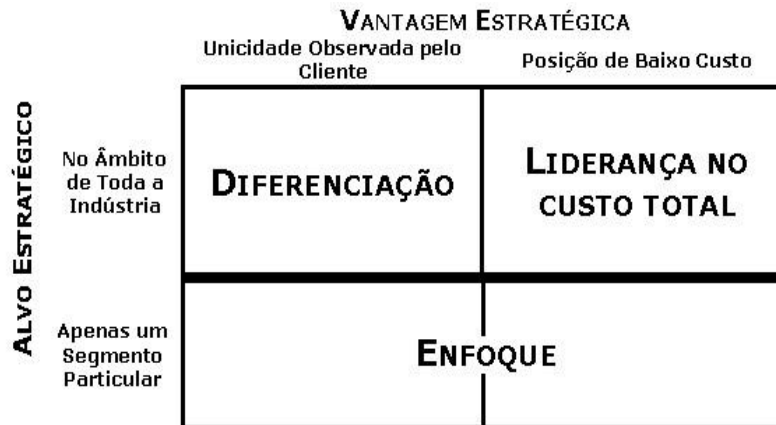 VANTAGEM ESTRATÉGICA
Unicidade Observada pelo
Cliente
Posição de Baixo Custo
ALVO ESTRATÉGICO
No Âmbito
de Toda a
Indústria
DIFERENCIAÇÃO
LIDERANÇA NO
CUSTO TOTAL
Apenas um
Segmento
Particular
ENFOQUE